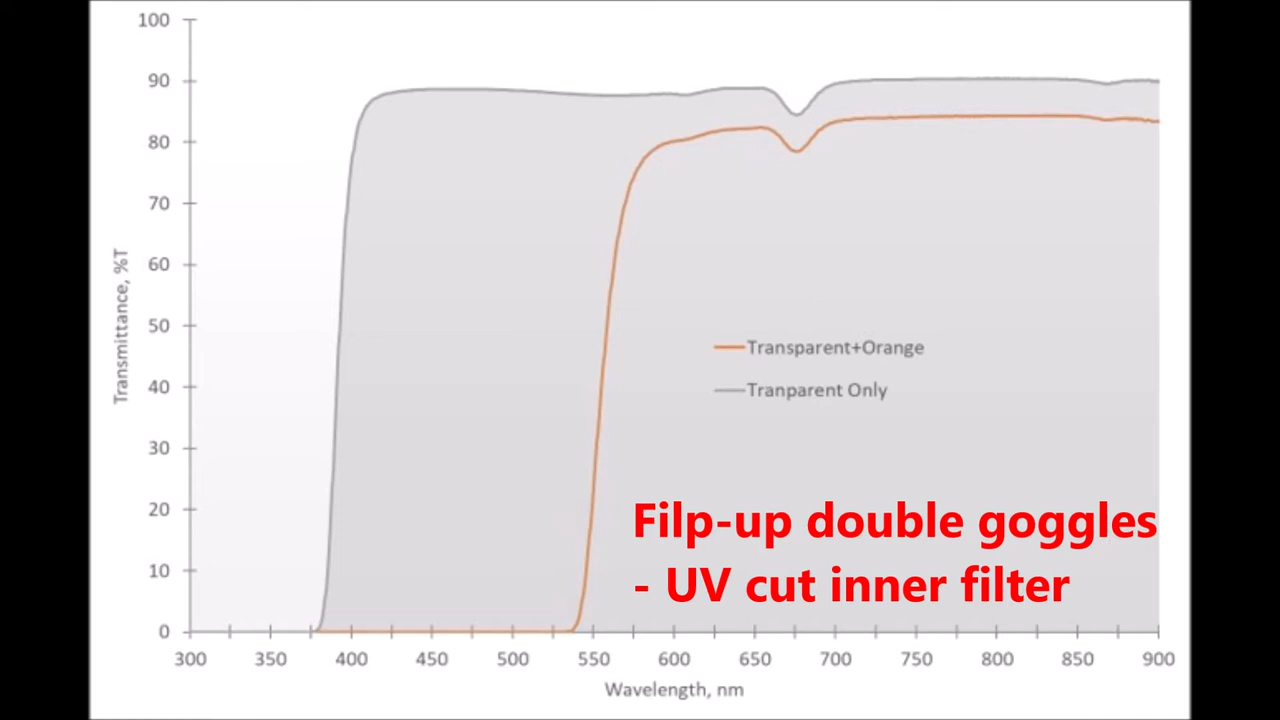 100
90
80
70
60
50
40
30
20
10
0
Transmittance, %T
Transparent+Orange
Tranparent Only
Filp-up double goggles
- UV cut inner filter
300 350 400 450 500 550 600 650 700 750 800 850 900
Wavelength, nm